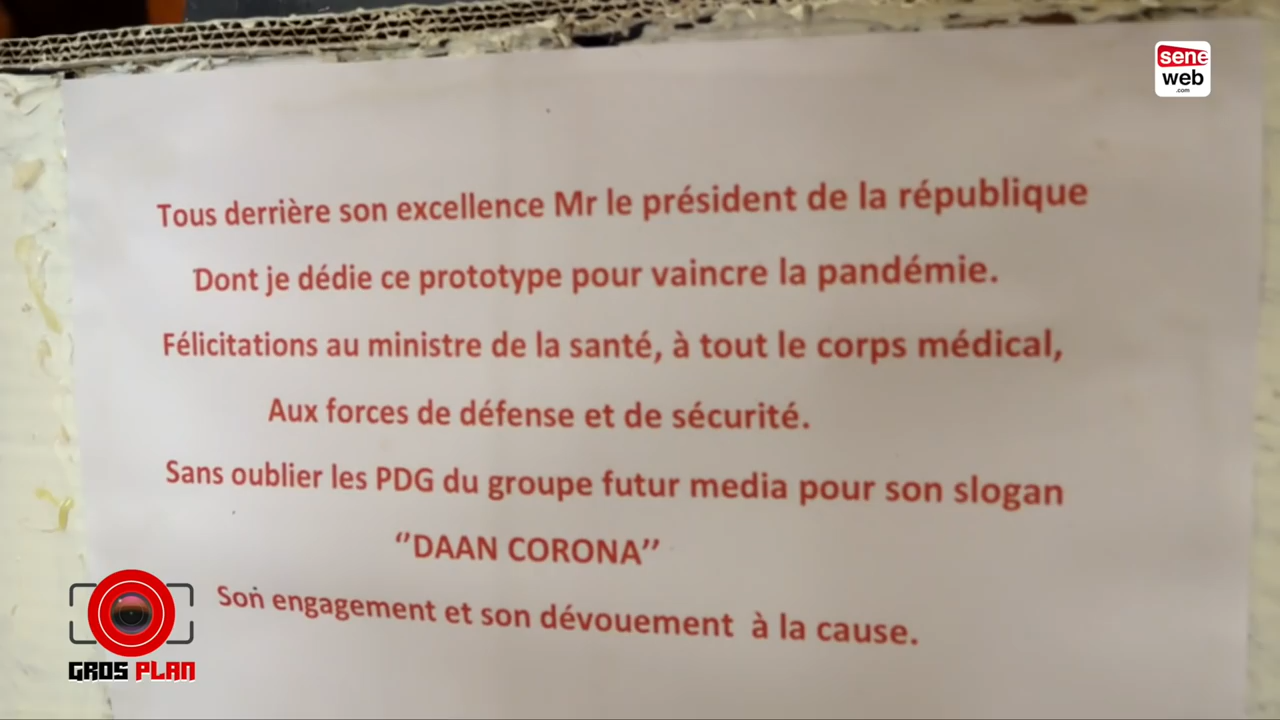 sene
web
.com
Tous derrière son excellence Mr le président de la république
Dont je dédie ce prototype pour vaincre la pandémie.
Félicitations au ministre de la santé, à tout le corps médical,
Aux forces de défense et de sécurité.
Sans oublier les PDG du groupe futur media pour son slogan
‘’DAAN CORONA’’
Son engagement et son dévouement à la cause.
GROS PLAN